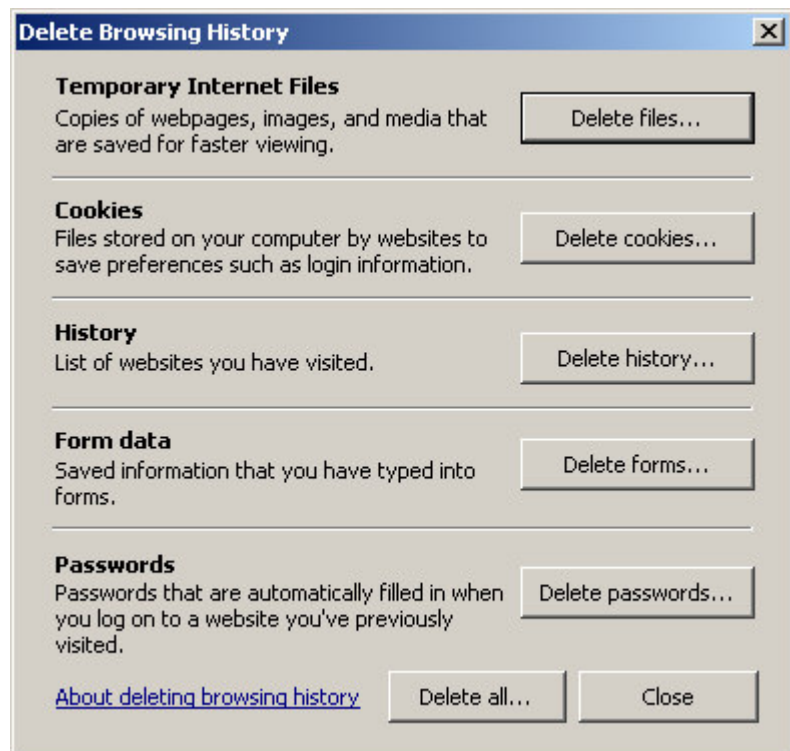 Delete Browsing History
Temporary Internet Files
Copies of webpages, images, and media that
are saved for faster viewing.
Delete files...
Cookies
Files stored on your computer by websites to
save preferences such as login information.
Delete cookies...
History
List of websites you have visited.
Delete history...
Form data
Saved information that you have typed into
forms.
Delete forms...
Passwords
Passwords that are automatically filled in when
you log on to a website you've previously
visited.
Delete passwords...
About deleting browsing history
Delete all...
Close